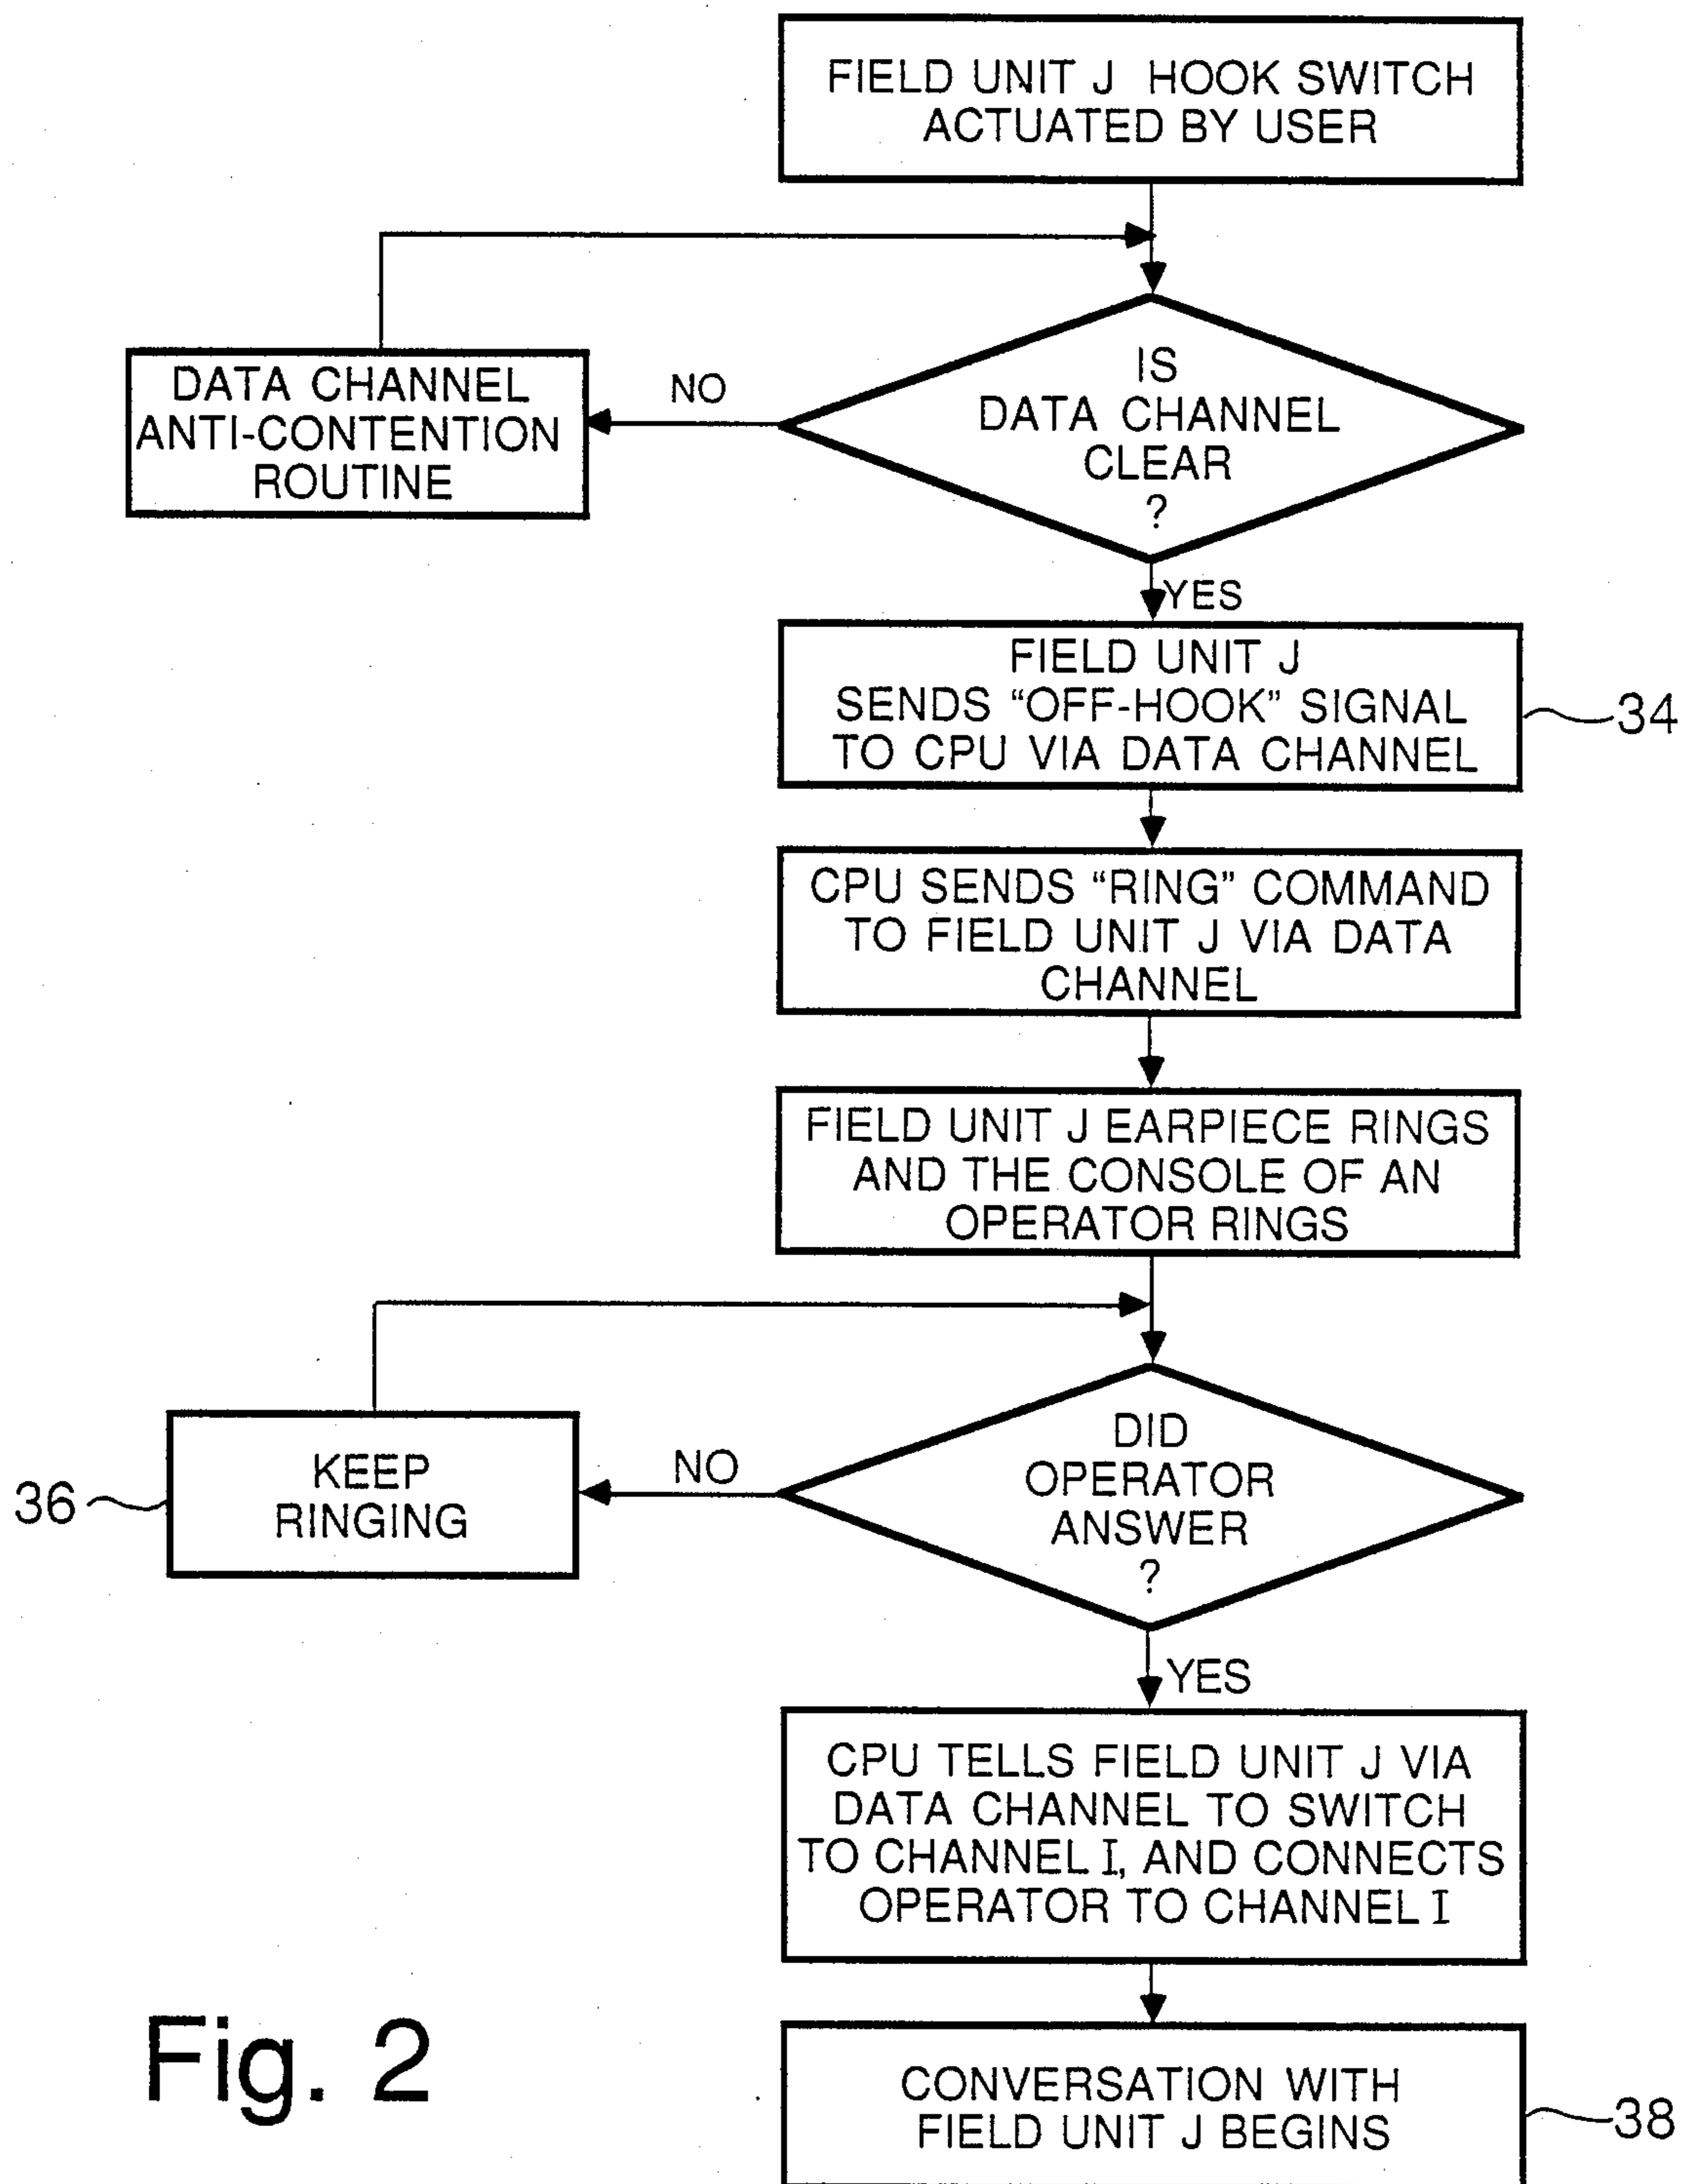 FIELD UNIT J HOOK SWITCH
ACTUATED BY USER
IS
DATA CHANNEL
CLEAR
?
NO
DATA CHANNEL
ANTI-CONTENTION
ROUTINE
YES
FIELD UNIT J
SENDS “OFF-HOOK” SIGNAL
TO CPU VIA DATA CHANNEL
34
CPU SENDS “RING” COMMAND
TO FIELD UNIT J VIA DATA
CHANNEL
FIELD UNIT J EARPIECE RINGS
AND THE CONSOLE OF AN
OPERATOR RINGS
DID
OPERATOR
ANSWER
?
NO
KEEP
RINGING
36
YES
CPU TELLS FIELD UNIT J VIA
DATA CHANNEL TO SWITCH
TO CHANNEL I, AND CONNECTS
OPERATOR TO CHANNEL I
CONVERSATION WITH
FIELD UNIT J BEGINS
38
Fig. 2